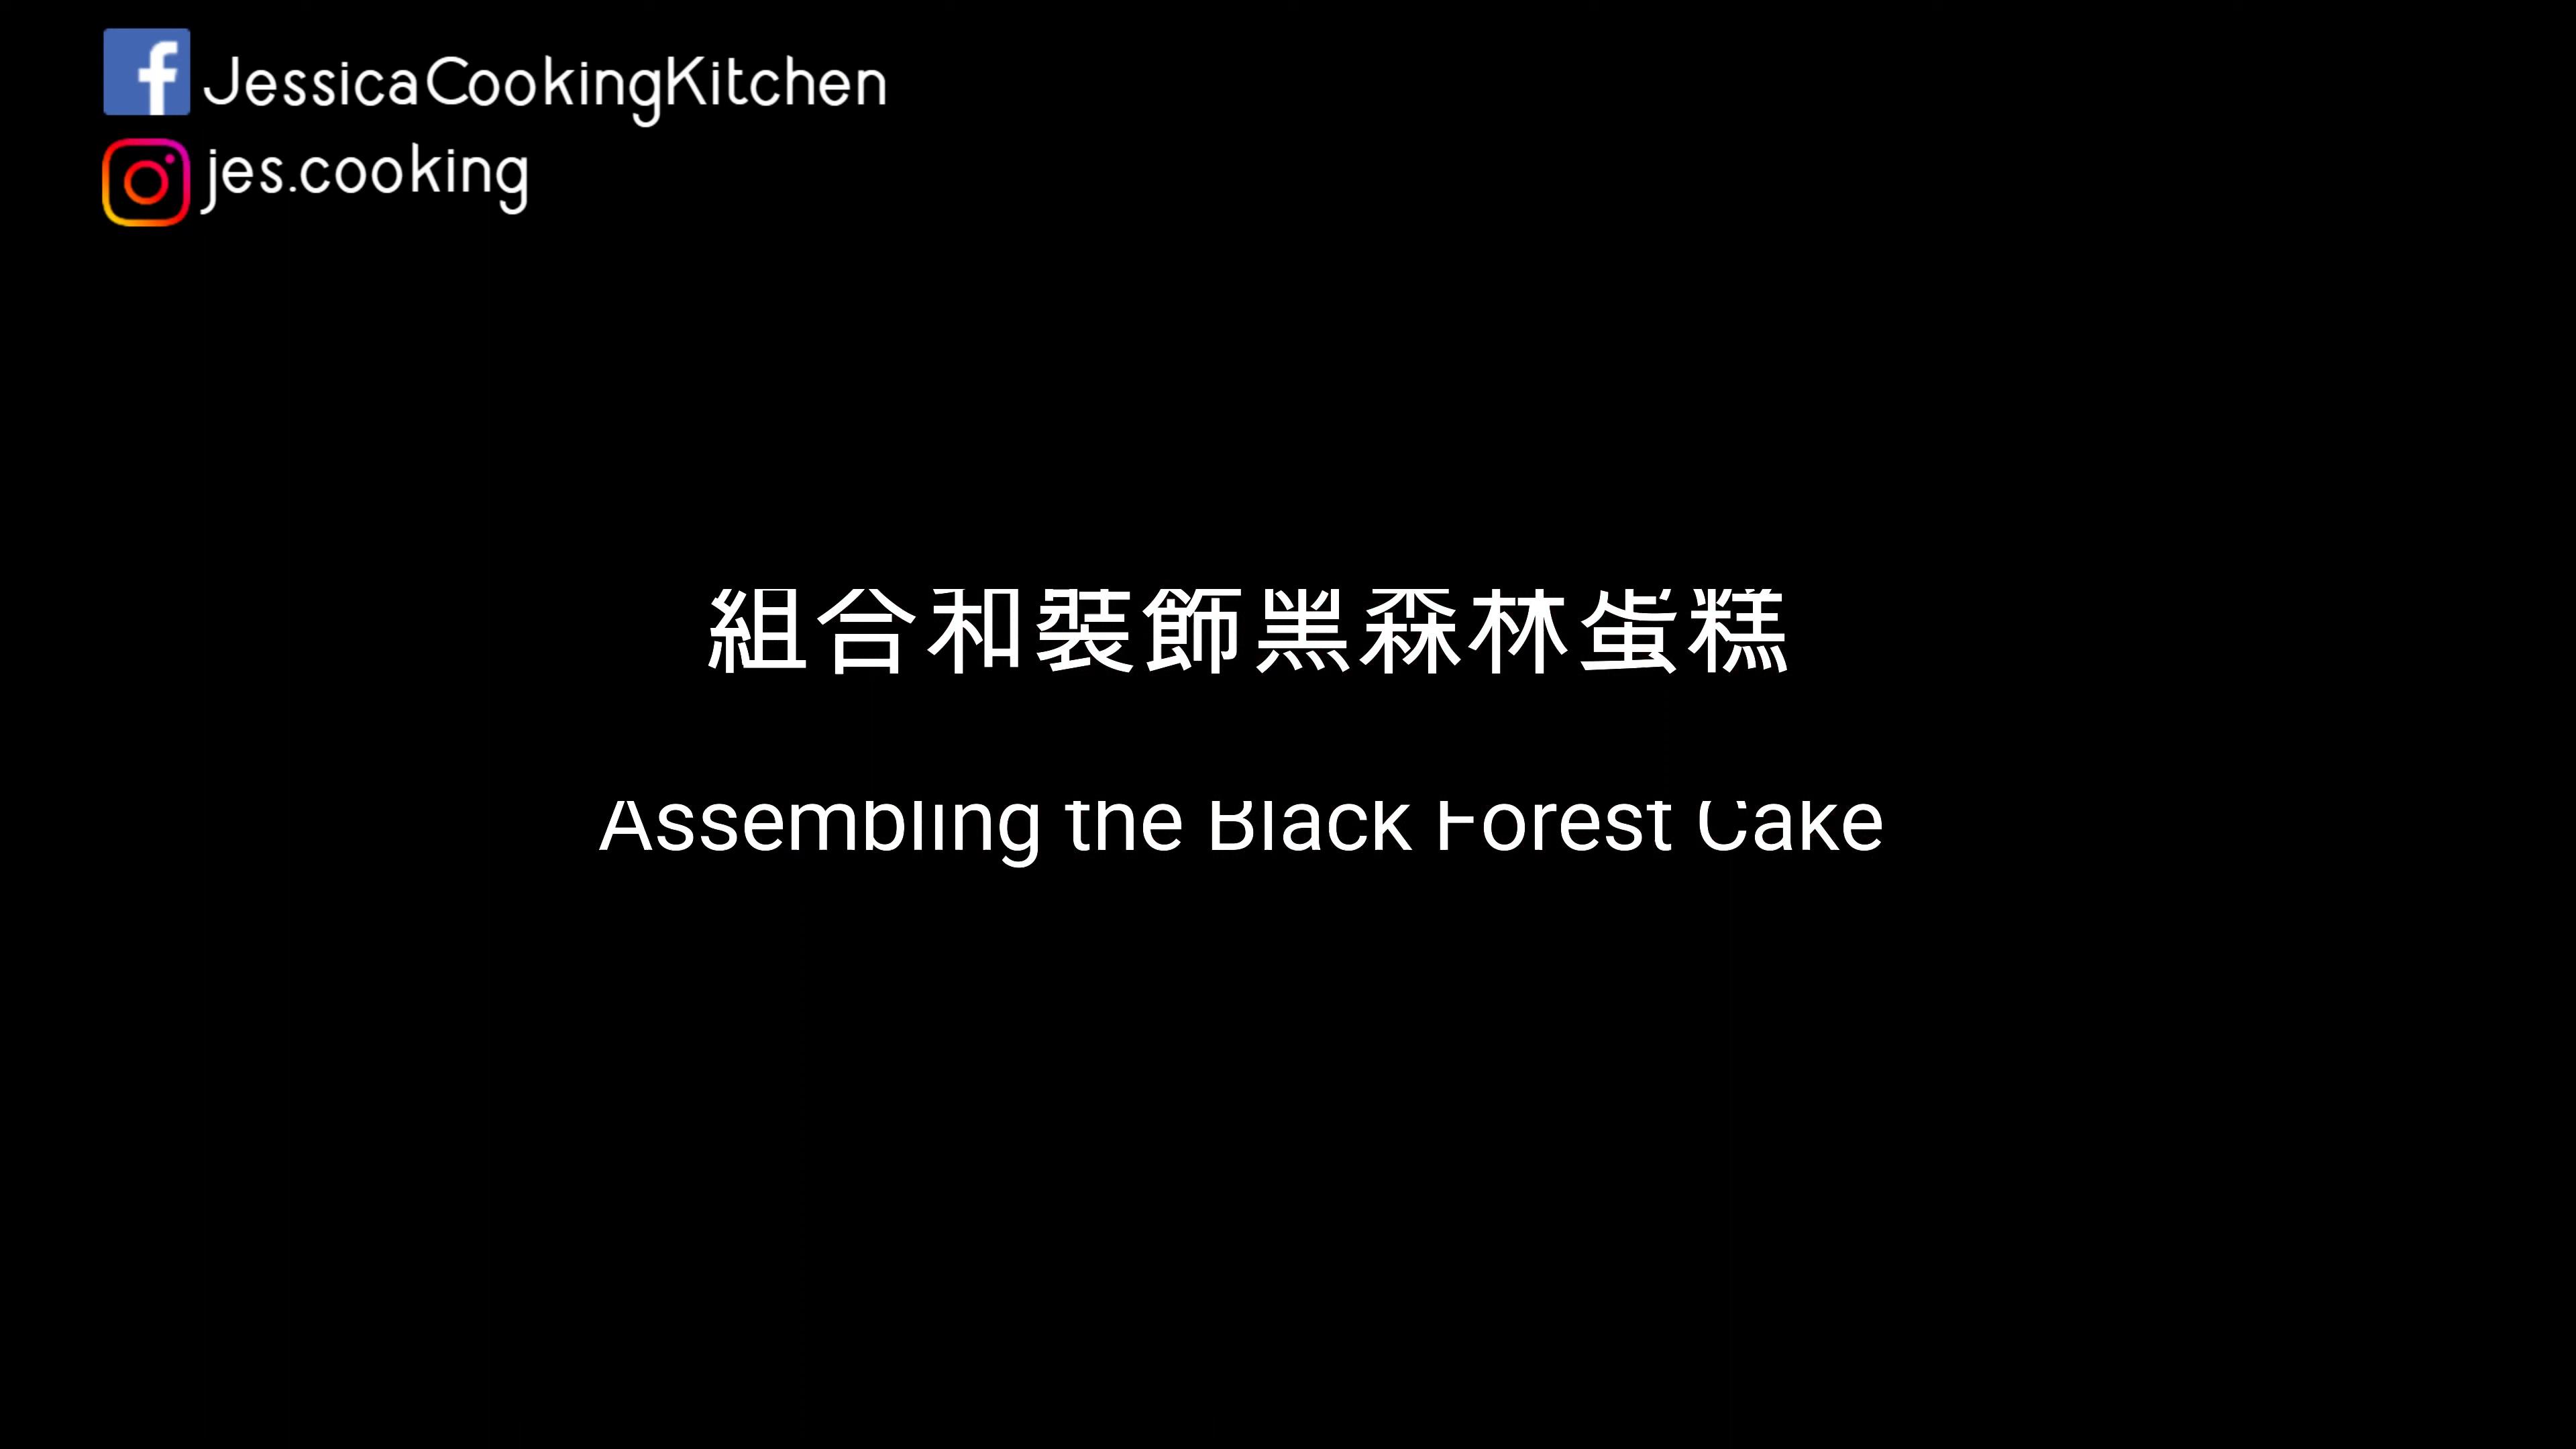 JessicaCookingKitchen
jes.cooking
組合和裝飾黑森林蛋糕
Assembling the Black Forest Cake